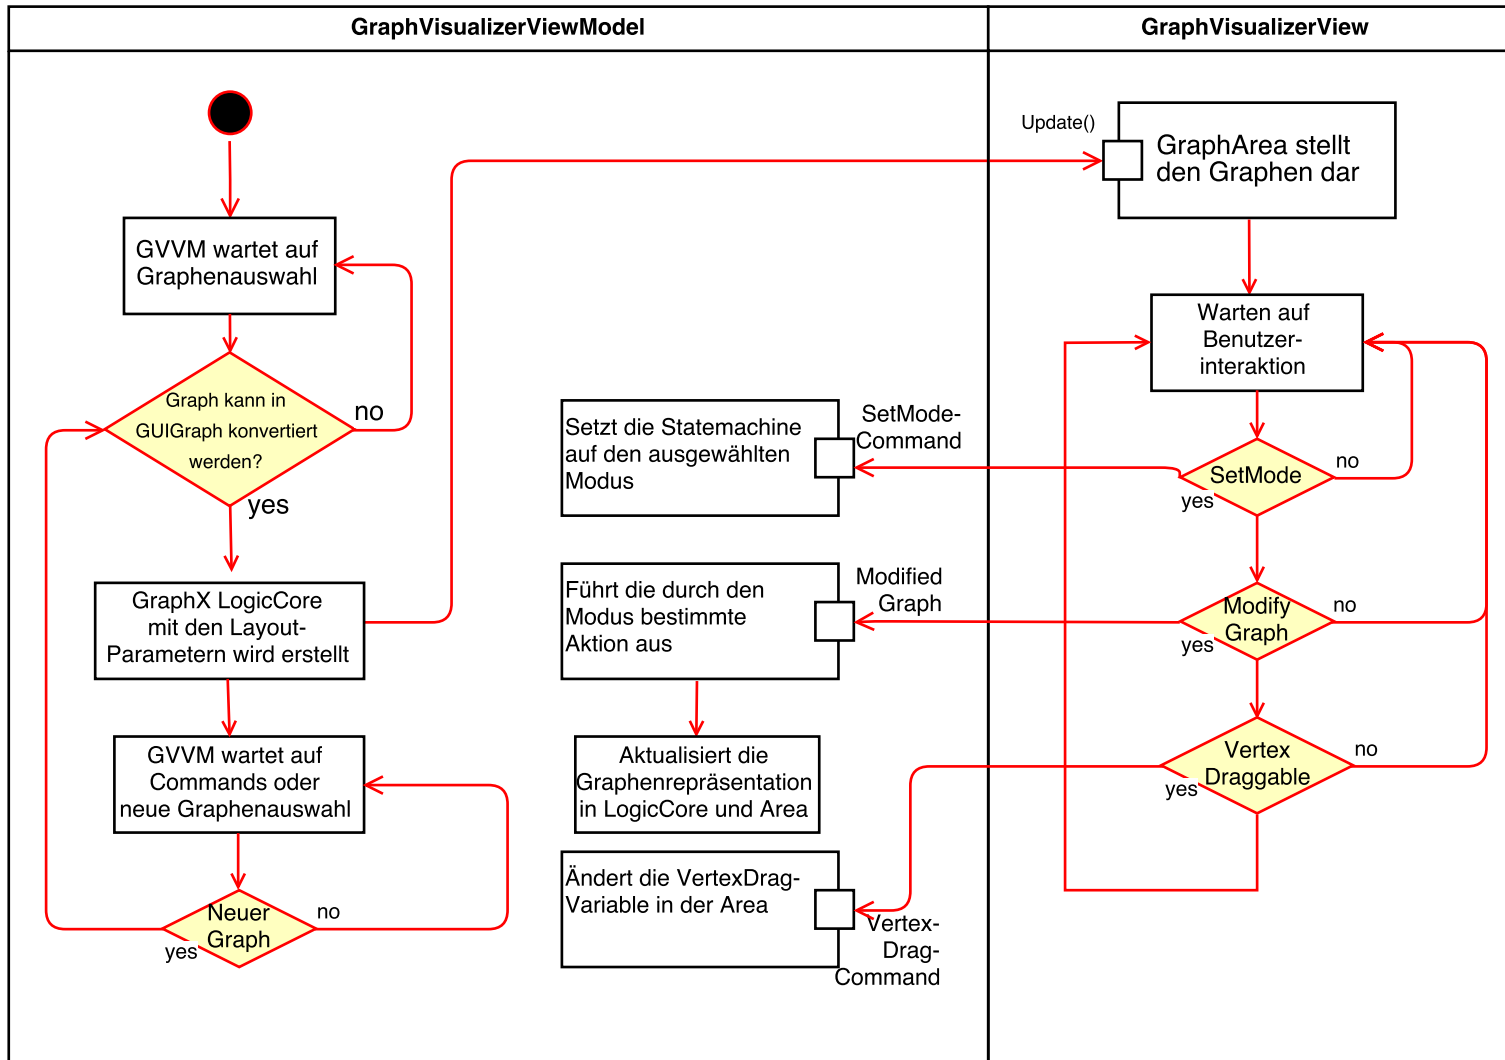 GraphVisualizerViewModel
GraphVisualizerView
GVVM wartet auf
Graphenauswahl
Graph kann in
GUIGraph konvertiert
werden?
no
yes
GraphX LogicCore
mit den Layout-
Parametern wird erstellt
GVVM wartet auf
Commands oder
neue Graphenauswahl
Neuer
Graph
no
yes
Setzt die Statemachine
auf den ausgewählten
Modus
SetMode-
Command
Führt die durch den
Modus bestimmte
Aktion aus
Modified
Graph
Aktualisiert die
Graphenrepräsentation
in LogicCore und Area
Ändert die VertexDrag-
Variable in der Area
Vertex-
Drag-
Command
Update()
GraphArea stellt
den Graphen dar
Warten auf
Benutzer-
interaktion
SetMode
no
yes
Modify
Graph
no
yes
Vertex
Draggable
no
yes